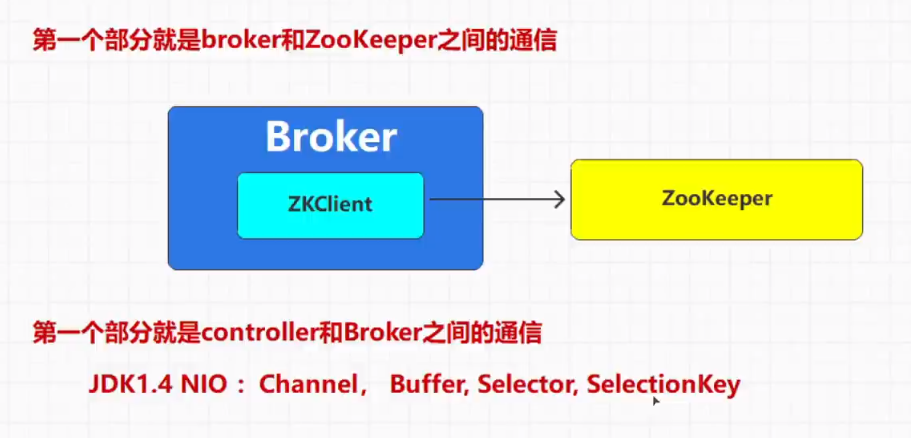 第一个部分就是broker和ZooKeeper之间的通信
Broker
ZKClient
ZooKeeper
第一个部分就是controller和Broker之间的通信
JDK1.4 NIO ： Channel， Buffer, Selector, SelectionKey